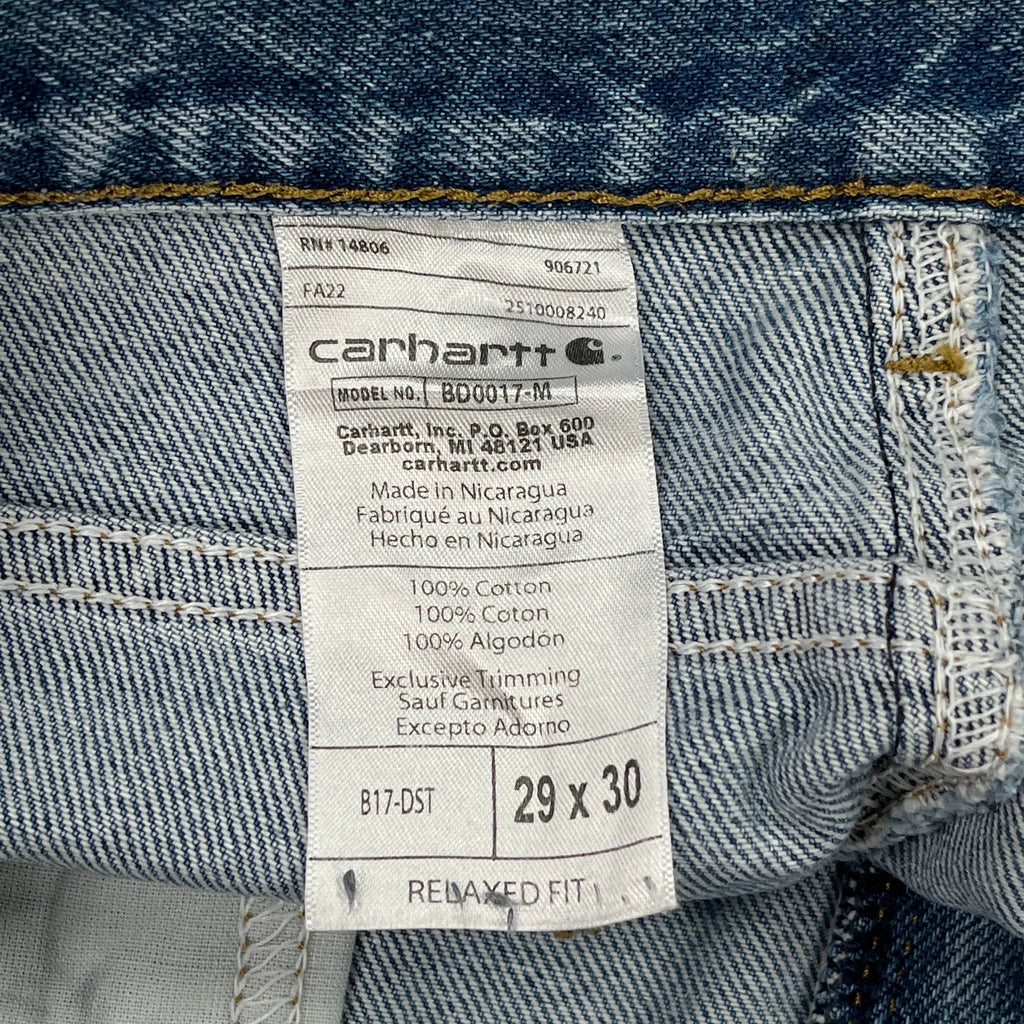 RN# 14806
906721
FA22
2510008240
carhartt
MODEL NO. BD0017-M
Carhartt, Inc. P.O. Box 600
Dearborn, MI 48121 USA
carhartt.com
Made in Nicaragua
Fabriqué au Nicaragua
Hecho en Nicaragua
100% Cotton
100% Coton
100% Algodón
Exclusive Trimming
Sauf Garnitures
Excepto Adorno
B17-DST
29 x 30
RELAXED FIT